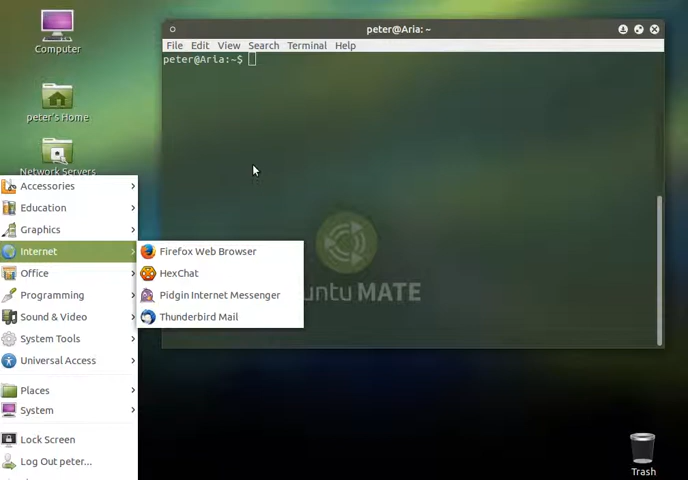 Computer
peter's Home
Network Servers
peter@Aria: ~
File Edit View Search Terminal Help
peter@Aria:~$
untu MATE
Accessories
Education
Graphics
Internet
Office
Programming
Sound & Video
System Tools
Universal Access
Places
System
Lock Screen
Log Out peter...
Firefox Web Browser
HexChat
Pidgin Internet Messenger
Thunderbird Mail
Trash